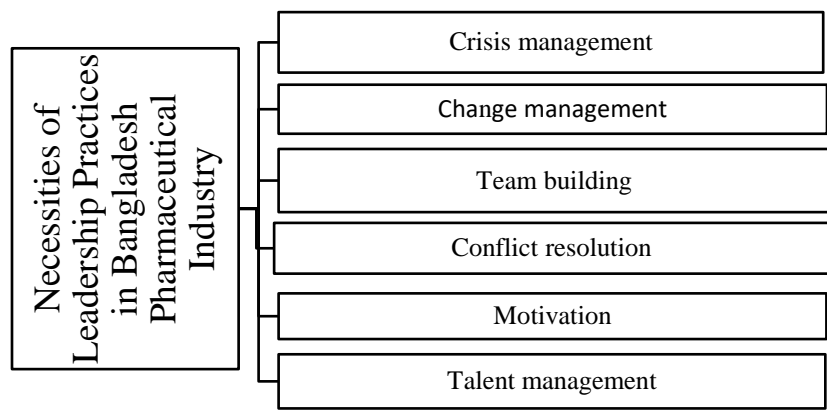 Necessities of
Leadership Practices
in Bangladesh
Pharmaceutical
Industry
Crisis management
Change management
Team building
Conflict resolution
Motivation
Talent management